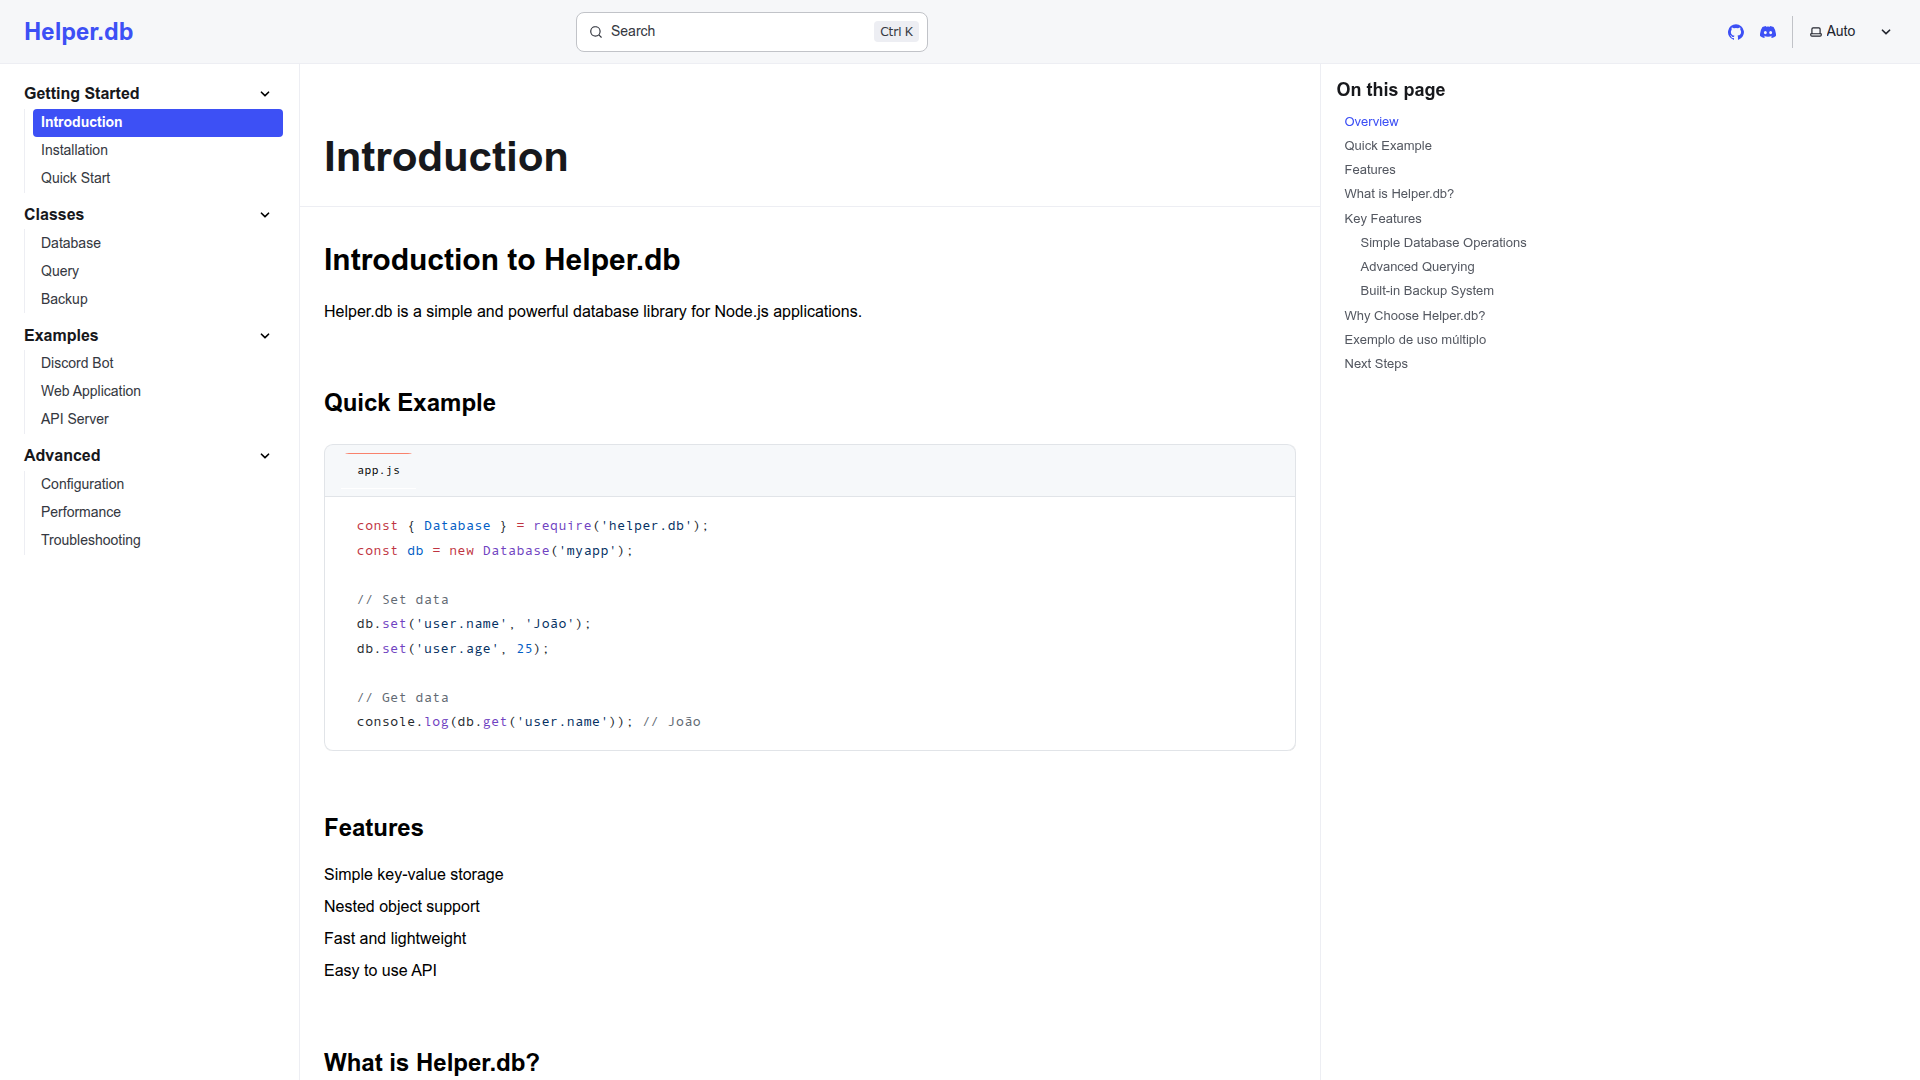 Helper.db
Search
Ctrl K
Auto
Getting Started
Introduction
Installation
Quick Start
Classes
Database
Query
Backup
Examples
Discord Bot
Web Application
API Server
Advanced
Configuration
Performance
Troubleshooting
Introduction
Introduction to Helper.db
Helper.db is a simple and powerful database library for Node.js applications.
Quick Example
app.js
const { Database } = require('helper.db');
const db = new Database('myapp');
// Set data
db.set('user.name', 'João');
db.set('user.age', 25);
// Get data
console.log(db.get('user.name')); // João
Features
Simple key-value storage
Nested object support
Fast and lightweight
Easy to use API
What is Helper.db?
On this page
Overview
Quick Example
Features
What is Helper.db?
Key Features
Simple Database Operations
Advanced Querying
Built-in Backup System
Why Choose Helper.db?
Exemplo de uso múltiplo
Next Steps